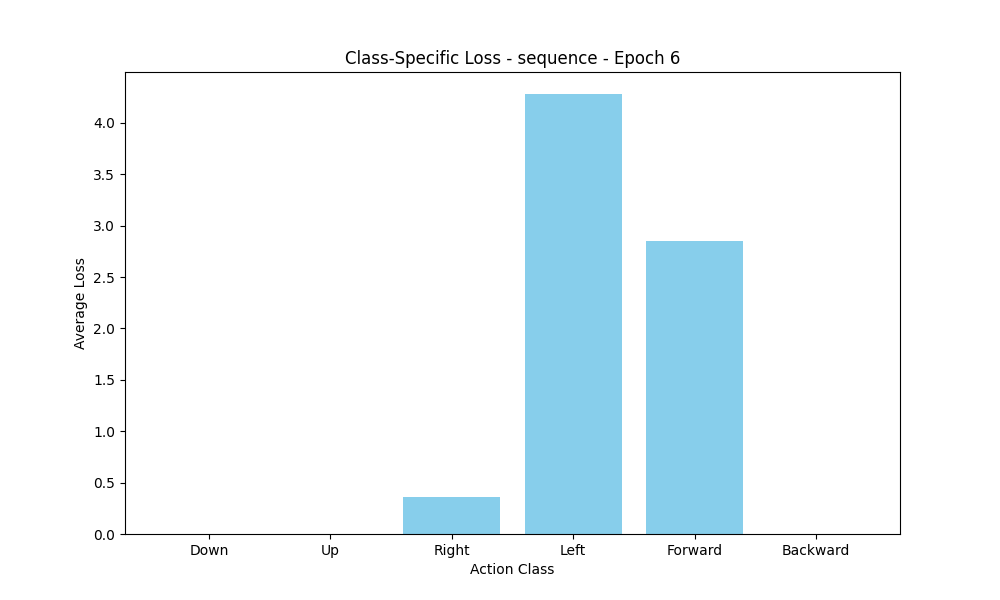 Class-Specific Loss - sequence - Epoch 6
Average Loss
4.0
3.5
3.0
2.5
2.0
1.5
1.0
0.5
0.0
Down Up Right Left Forward Backward
Action Class